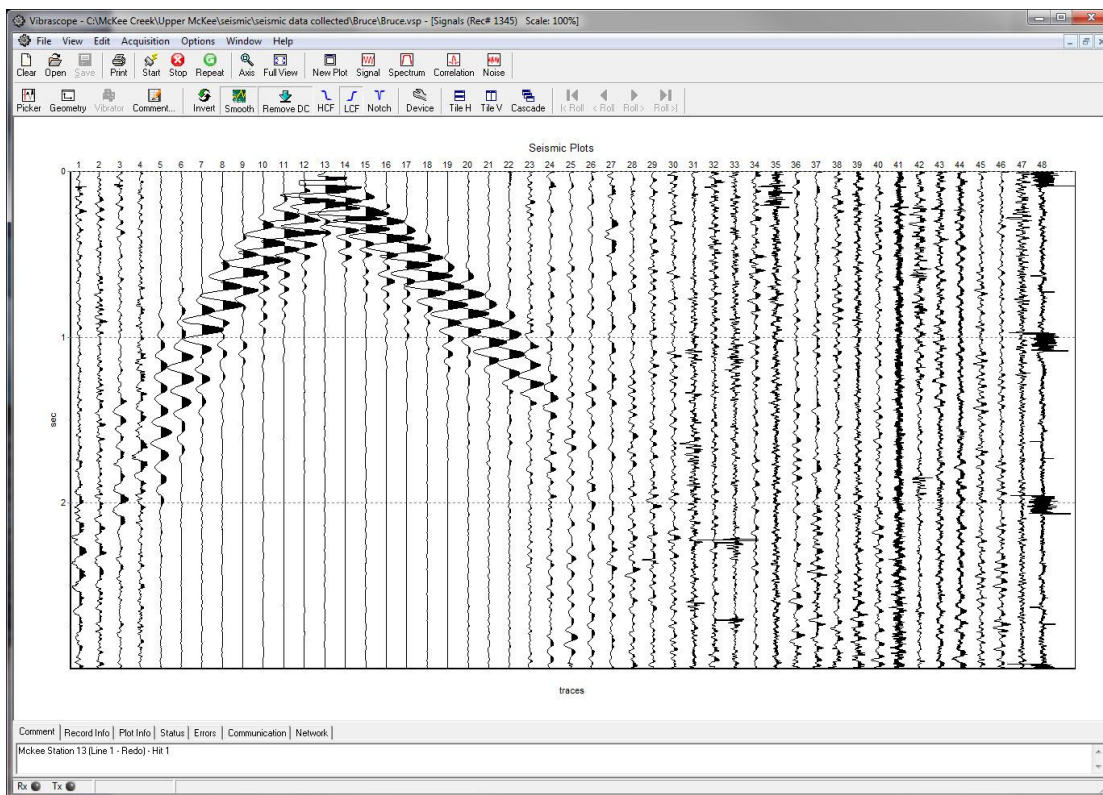 Vibrascope - C:\McKee Creek\Upper McKee\seismic\seismic data collected\Bruce\Bruce.vsp - [Signals (Rec# 1345) Scale: 100%]
File View Edit Acquisition Options Window Help
Clear Open Save Print Start Stop Repeat Axis Full View New Plot Signal Spectrum Correlation Noise
Picker Geometry Vibrator Comment... Invert Smooth Remove DC HCF LCF Notch Device Tile H Tile V Cascade |< Roll < Roll Roll > Roll >|
Seismic Plots
1 2 3 4 5 6 7 8 9 10 11 12 13 14 15 16 17 18 19 20 21 22 23 24 25 26 27 28 29 30 31 32 33 34 35 36 37 38 39 40 41 42 43 44 45 46 47 48
0
1
sec
2
traces
Comment Record Info Plot Info Status Errors Communication Network
Mckee Station 13 (Line 1 - Redo) - Hit 1
Rx Tx